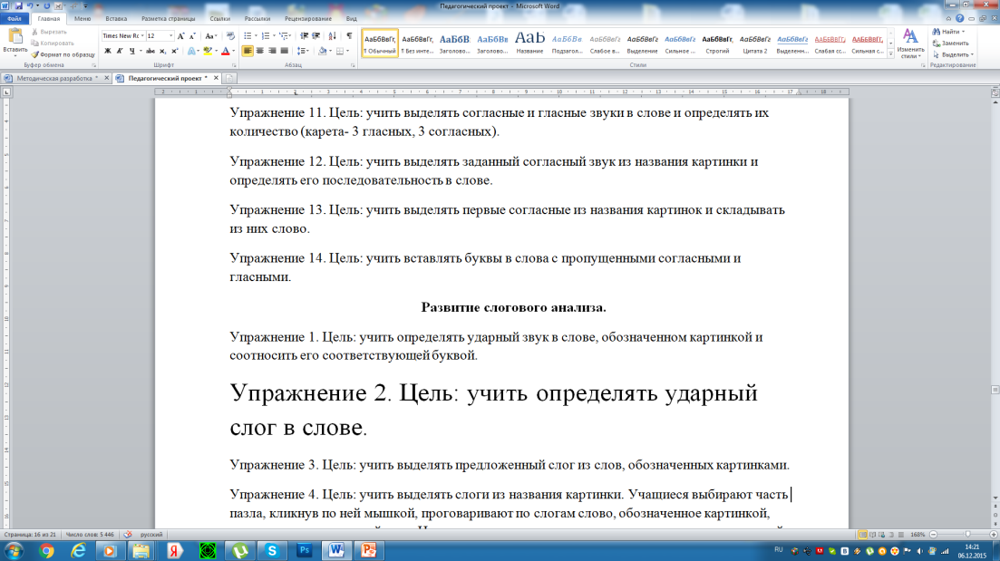 Педагогический проект - Microsoft Word
Файл Главная Меню Вставка Разметка страницы Ссылки Рассылки Рецензирование Вид
Вставить
Вырезать
Копировать
Формат по образцу
Буфер обмена
Times New Rc 12
Шрифт
Абзац
АаБбВвГг, АаБбВвГг, АаБбВ АаБбВв АаЬ АаБбВв АаБбВвГг АаБбВвГг АаБбВвГг АаБбВвГг, АаБбВвГг АаБбВвГг АаБбВвГг, АаБбВвГг,
¶ Обычный ¶ Без инте... Заголово... Заголово... Название Подзагол... Слабое в... Выделение Сильное ... Строгий Цитата 2 Выделенн... Слабая сс... Сильная с...
Стили
Изменить стили
Найти
Заменить
Выделить
Редактирование
Методическая разработка * Педагогический проект *
Упражнение 11. Цель: учить выделять согласные и гласные звуки в слове и определять их
количество (карета- 3 гласных, 3 согласных).
Упражнение 12. Цель: учить выделять заданный согласный звук из названия картинки и
определять его последовательность в слове.
Упражнение 13. Цель: учить выделять первые согласные из названия картинок и складывать
из них слово.
Упражнение 14. Цель: учить вставлять буквы в слова с пропущенными согласными и
гласными.
Развитие слогового анализа.
Упражнение 1. Цель: учить определять ударный звук в слове, обозначенном картинкой и
соотносить его соответствующей буквой.
Упражнение 2. Цель: учить определять ударный
слог в слове.
Упражнение 3. Цель: учить выделять предложенный слог из слов, обозначенных картинками.
Упражнение 4. Цель: учить выделять слоги из названия картинки. Учащиеся выбирают часть
пазла, кликнув по ней мышкой, проговаривают по слогам слово, обозначенное картинкой,
Страница: 16 из 21 Число слов: 5 446 русский 168%
RU 14:21
06.12.2015